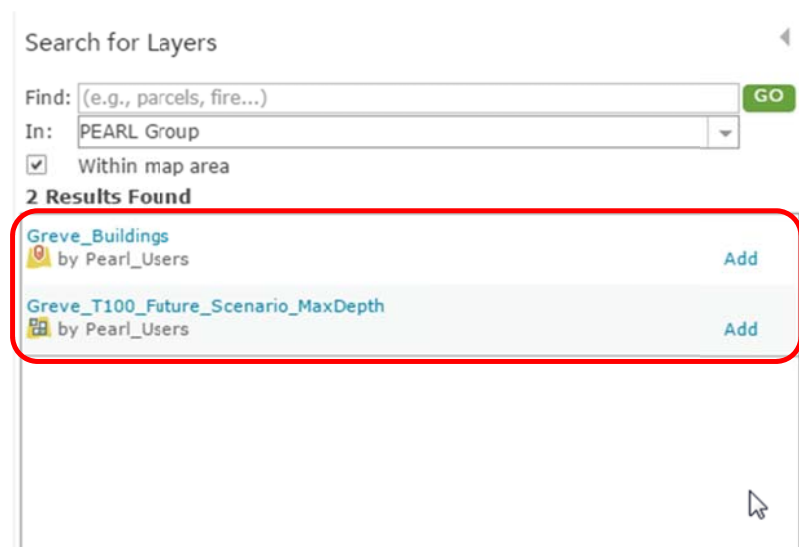 Search for Layers
Find: (e.g., parcels, fire...) GO
In: PEARL Group
Within map area
2 Results Found
Greve_Buildings
by Pearl_Users Add
Greve_T100_Future_Scenario_MaxDepth
by Pearl_Users Add